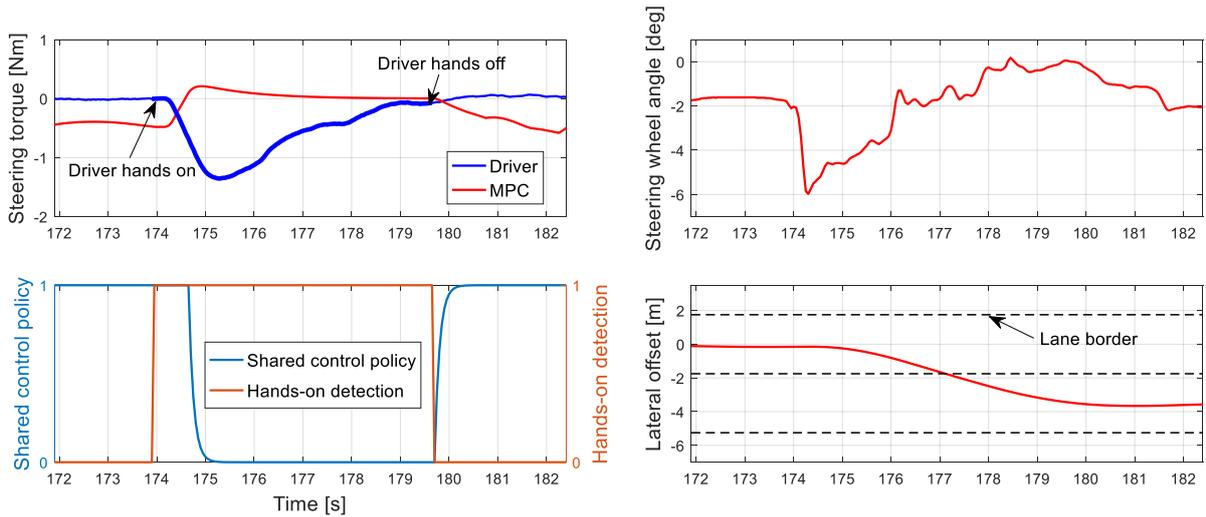 Steering torque [Nm]
1
0
-1
-2
Driver hands off
Driver hands on
Driver
MPC
172 173 174 175 176 177 178 179 180 181 182
Steering wheel angle [deg]
0
-2
-4
-6
172 173 174 175 176 177 178 179 180 181 182
Shared control policy
1
0
Shared control policy
Hands-on detection
1
0
Hands-on detection
172 173 174 175 176 177 178 179 180 181 182
Time [s]
Lateral offset [m]
2
0
-2
-4
-6
Lane border
172 173 174 175 176 177 178 179 180 181 182